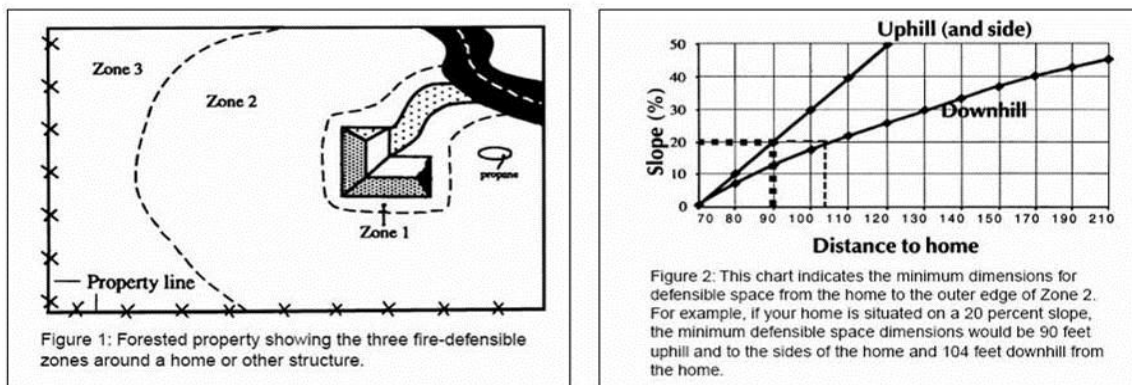 Zone 3
Zone 2
propane
Zone 1
Property line
Figure 1: Forested property showing the three fire-defensible
zones around a home or other structure.
Uphill (and side)
50
40
30
Downhill
20
10
0
Slope (%)
70 80 90 100 110 120 130 140 150 170 190 210
Distance to home
Figure 2: This chart indicates the minimum dimensions for
defensible space from the home to the outer edge of Zone 2.
For example, if your home is situated on a 20 percent slope,
the minimum defensible space dimensions would be 90 feet
uphill and to the sides of the home and 104 feet downhill from
the home.